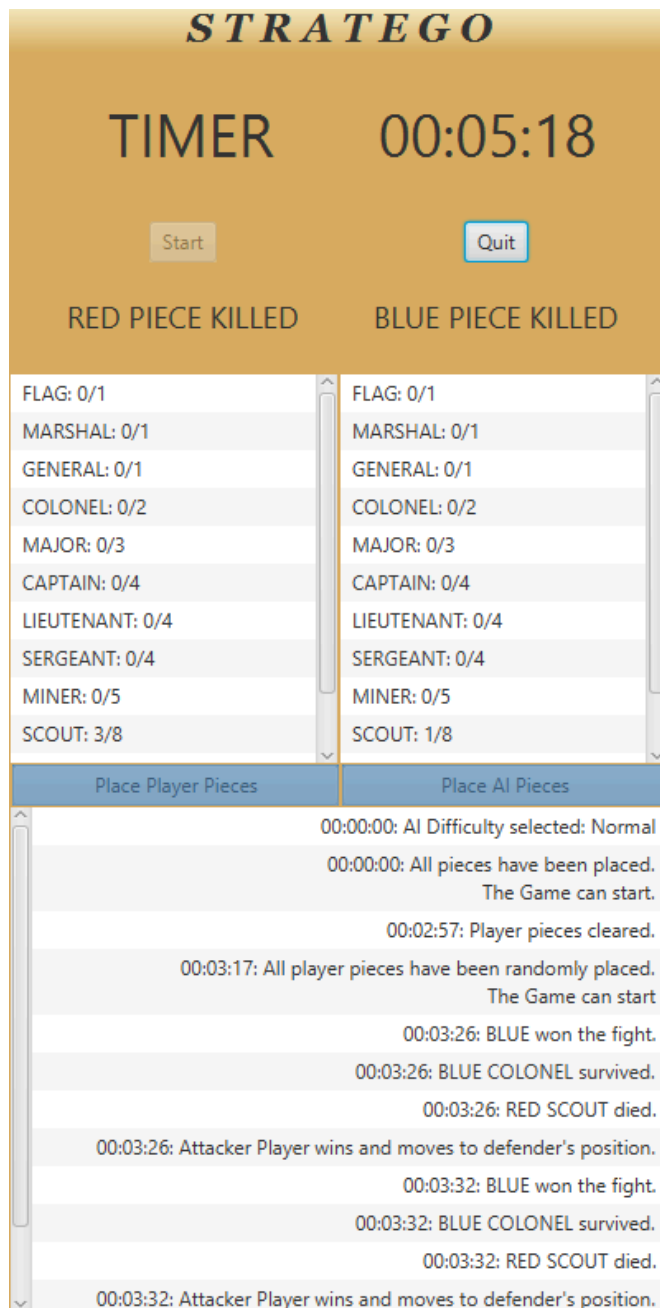 STRATEGO
TIMER 00:05:18
Start Quit
RED PIECE KILLED BLUE PIECE KILLED
FLAG: 0/1 FLAG: 0/1
MARSHAL: 0/1 MARSHAL: 0/1
GENERAL: 0/1 GENERAL: 0/1
COLONEL: 0/2 COLONEL: 0/2
MAJOR: 0/3 MAJOR: 0/3
CAPTAIN: 0/4 CAPTAIN: 0/4
LIEUTENANT: 0/4 LIEUTENANT: 0/4
SERGEANT: 0/4 SERGEANT: 0/4
MINER: 0/5 MINER: 0/5
SCOUT: 3/8 SCOUT: 1/8
Place Player Pieces Place AI Pieces
00:00:00: AI Difficulty selected: Normal
00:00:00: All pieces have been placed.
The Game can start.
00:02:57: Player pieces cleared.
00:03:17: All player pieces have been randomly placed.
The Game can start
00:03:26: BLUE won the fight.
00:03:26: BLUE COLONEL survived.
00:03:26: RED SCOUT died.
00:03:26: Attacker Player wins and moves to defender's position.
00:03:32: BLUE won the fight.
00:03:32: BLUE COLONEL survived.
00:03:32: RED SCOUT died.
00:03:32: Attacker Player wins and moves to defender's position.